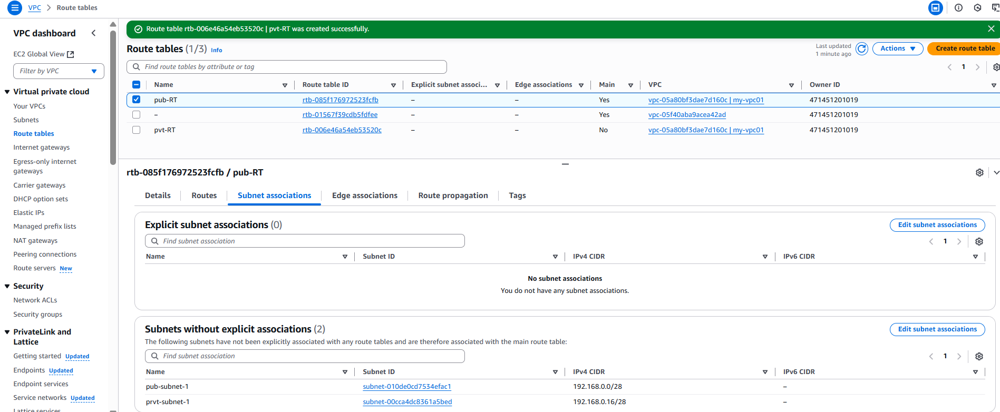 VPC > Route tables
VPC dashboard
EC2 Global View
Filter by VPC
Virtual private cloud
Your VPCs
Subnets
Route tables
Internet gateways
Egress-only internet
gateways
Carrier gateways
DHCP option sets
Elastic IPs
Managed prefix lists
NAT gateways
Peering connections
Route servers New
Security
Network ACLs
Security groups
PrivateLink and
Lattice
Getting started Updated
Endpoints Updated
Endpoint services
Service networks Updated
Lattice services
Route table rtb-006e46a54eb53520c | pvt-RT was created successfully.
Route tables (1/3) Info
Last updated
1 minute ago
Actions
Create route table
Find route tables by attribute or tag
1
Name Route table ID Explicit subnet associ... Edge associations Main VPC Owner ID
pub-RT rtb-085f176972523fcfb – – Yes vpc-05a80bf3dae7d160c | my-vpc01 471451201019
– rtb-01567f39cdb5fdfee – – Yes vpc-05f40aba9acea42ad 471451201019
pvt-RT rtb-006e46a54eb53520c – – No vpc-05a80bf3dae7d160c | my-vpc01 471451201019
rtb-085f176972523fcfb / pub-RT
Details Routes Subnet associations Edge associations Route propagation Tags
Explicit subnet associations (0)
Edit subnet associations
Find subnet association
1
Name Subnet ID IPv4 CIDR IPv6 CIDR
No subnet associations
You do not have any subnet associations.
Subnets without explicit associations (2)
Edit subnet associations
The following subnets have not been explicitly associated with any route tables and are therefore associated with the main route table:
Find subnet association
1
Name Subnet ID IPv4 CIDR IPv6 CIDR
pub-subnet-1 subnet-010de0cd7534efac1 192.168.0.0/28 –
prvt-subnet-1 subnet-00cca4dc8361a5bed 192.168.0.16/28 –